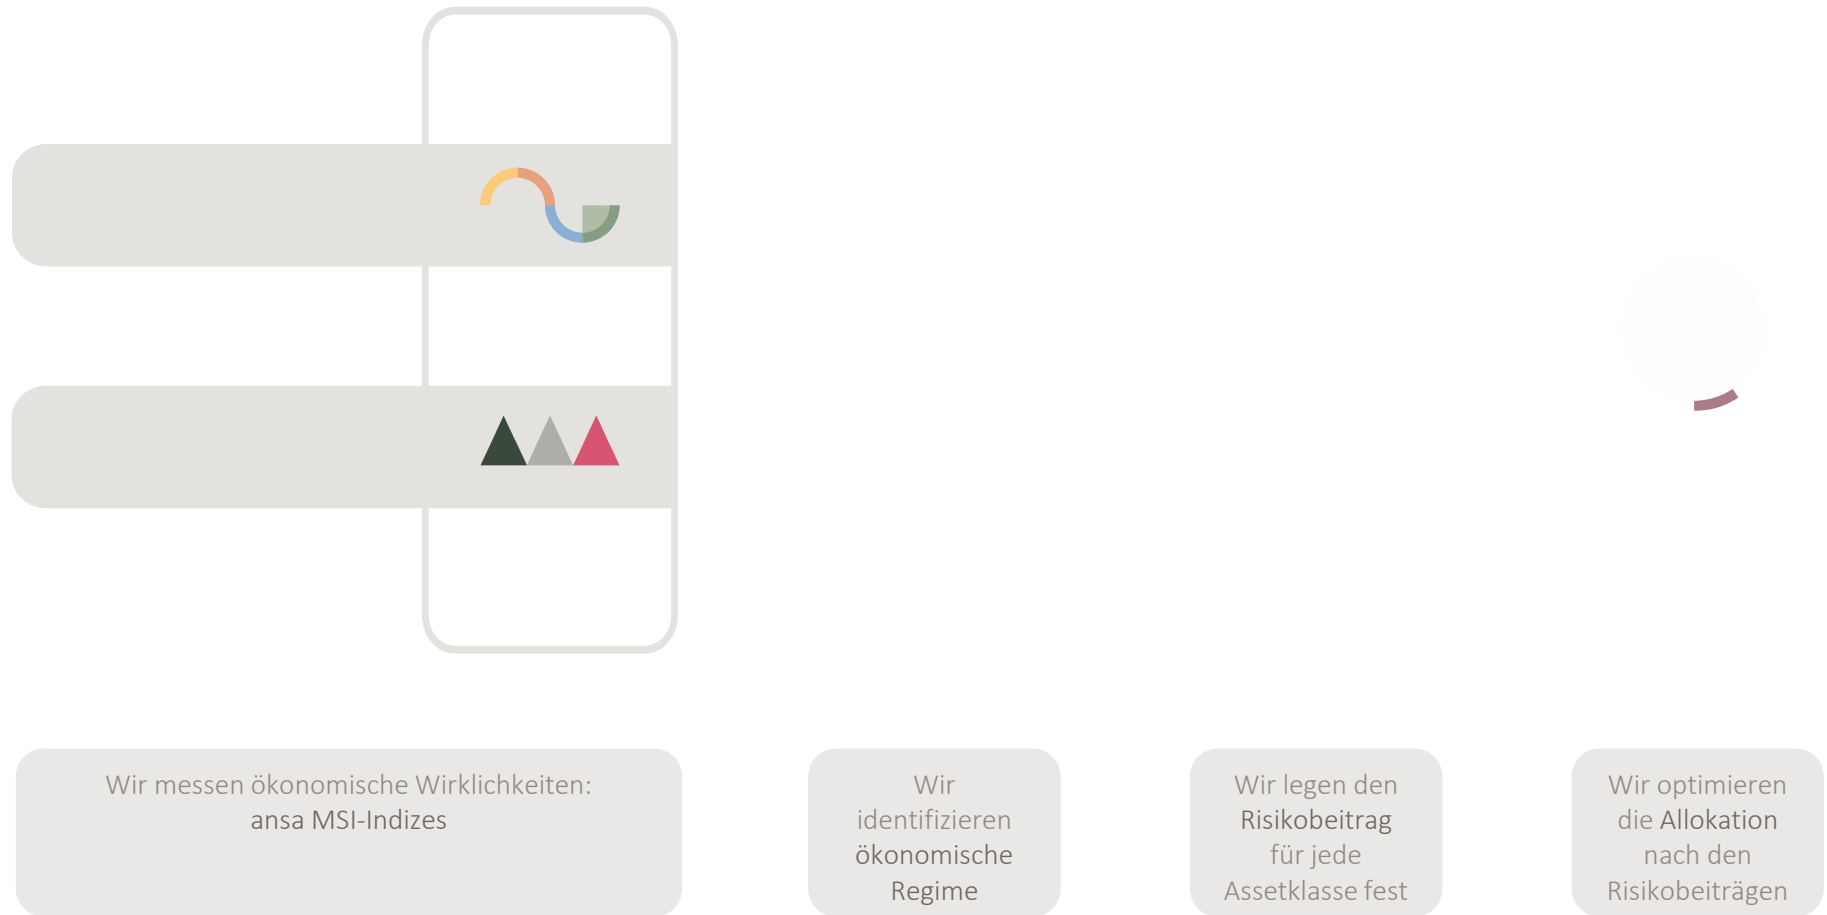 Wir messen ökonomische Wirklichkeiten:
ansa MSI-Indizes
Wir
identifizieren
ökonomische
Regime
Wir legen den
Risikobeitrag
für jede
Assetklasse fest
Wir optimieren
die Allokation
nach den
Risikobeiträgen